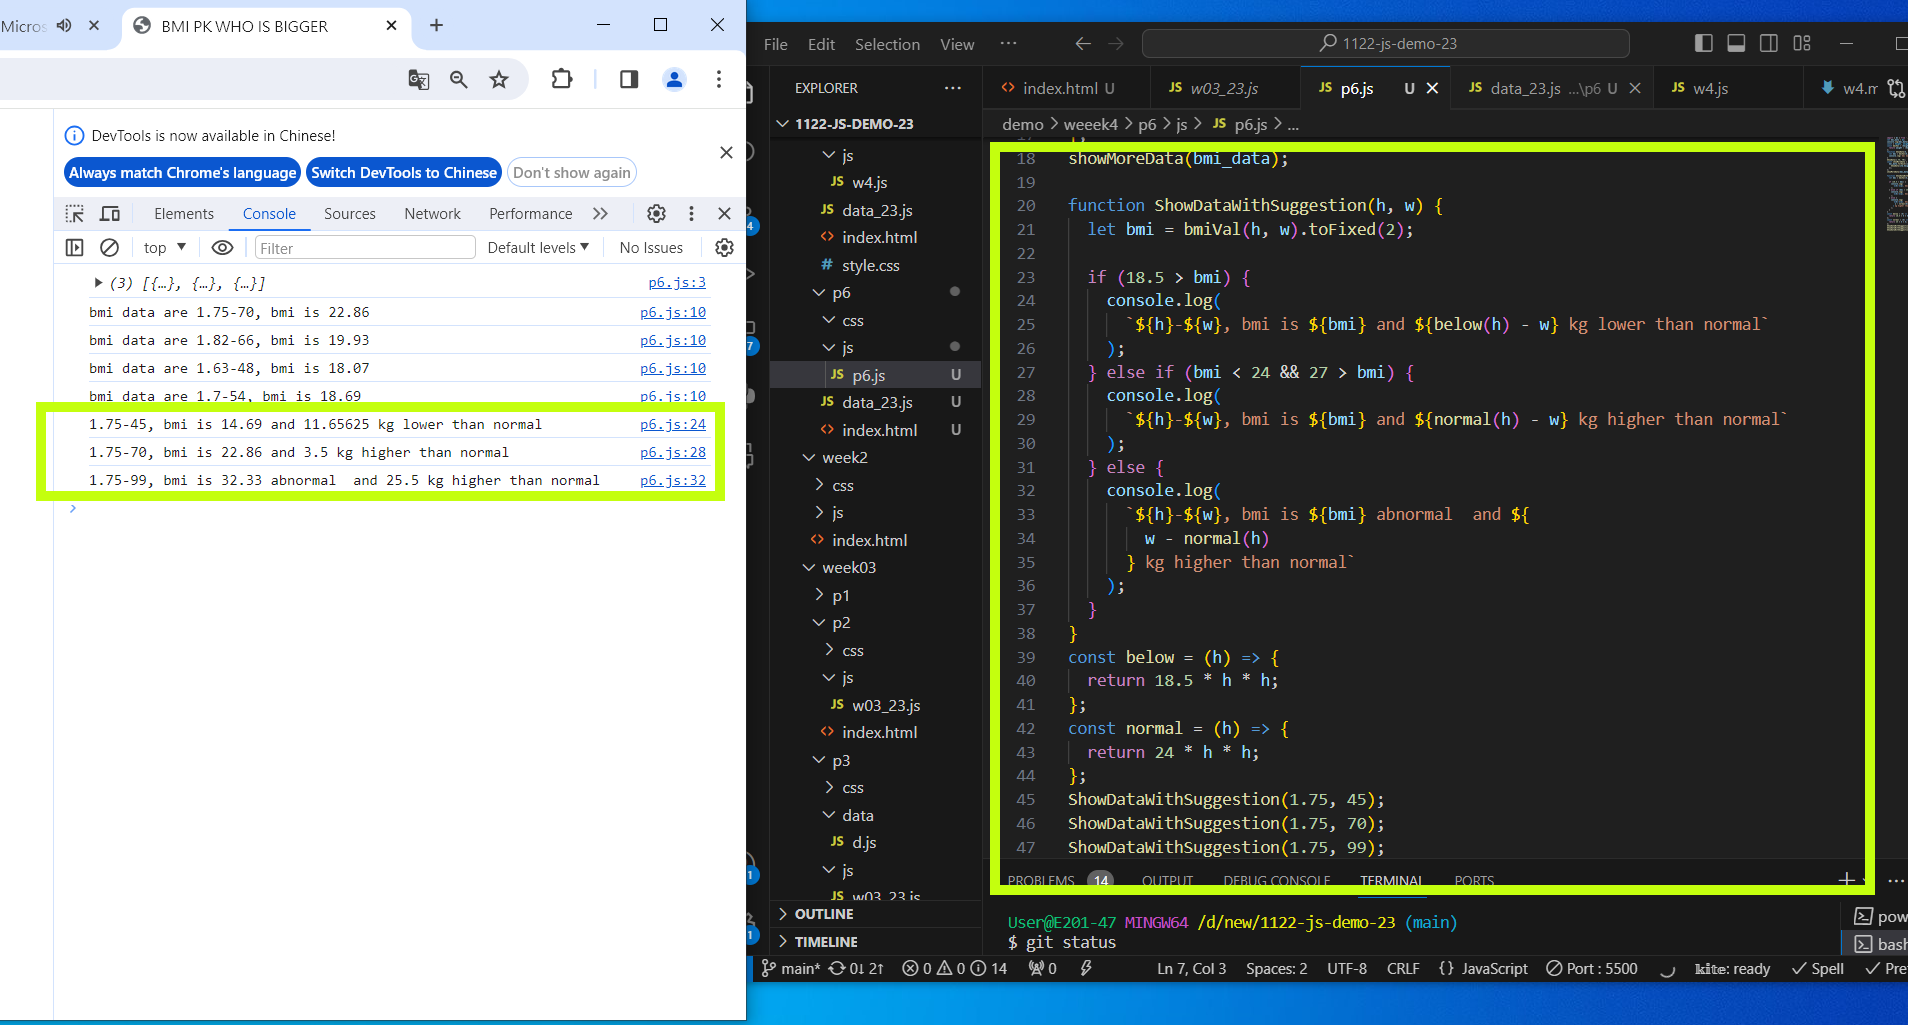 Micros
BMI PK WHO IS BIGGER
DevTools is now available in Chinese!
Always match Chrome's language
Switch DevTools to Chinese
Don't show again
Elements
Console
Sources
Network
Performance
top
Filter
Default levels
No Issues
(3) [{…}, {…}, {…}] p6.js:3
bmi data are 1.75-70, bmi is 22.86 p6.js:10
bmi data are 1.82-66, bmi is 19.93 p6.js:10
bmi data are 1.63-48, bmi is 18.07 p6.js:10
bmi data are 1.7-54, bmi is 18.69 p6.js:10
1.75-45, bmi is 14.69 and 11.65625 kg lower than normal p6.js:24
1.75-70, bmi is 22.86 and 3.5 kg higher than normal p6.js:28
1.75-99, bmi is 32.33 abnormal  and 25.5 kg higher than normal p6.js:32
File Edit Selection View ···
1122-js-demo-23
4
7
1
1
EXPLORER ···
1122-JS-DEMO-23
js
JS w4.js
JS data_23.js
<> index.html
# style.css
p6
css
js
JS p6.js U
JS data_23.js U
<> index.html U
week2
css
js
<> index.html
week03
p1
p2
css
js
JS w03_23.js
<> index.html
p3
css
data
JS d.js
js
JS w03_23.js
OUTLINE
TIMELINE
<> index.html U
JS w03_23.js
JS p6.js U
JS data_23.js ...\p6 U
JS w4.js
w4.m
demo > weeek4 > p6 > js > JS p6.js > ...
18 showMoreData(bmi_data);
19
20 function ShowDataWithSuggestion(h, w) {
21 let bmi = bmiVal(h, w).toFixed(2);
22
23 if (18.5 > bmi) {
24 console.log(
25 `${h}-${w}, bmi is ${bmi} and ${below(h) - w} kg lower than normal`
26 );
27 } else if (bmi < 24 && 27 > bmi) {
28 console.log(
29 `${h}-${w}, bmi is ${bmi} and ${normal(h) - w} kg higher than normal`
30 );
31 } else {
32 console.log(
33 `${h}-${w}, bmi is ${bmi} abnormal  and ${
34 w - normal(h)
35 } kg higher than normal`
36 );
37 }
38 }
39 const below = (h) => {
40 return 18.5 * h * h;
41 };
42 const normal = (h) => {
43 return 24 * h * h;
44 };
45 ShowDataWithSuggestion(1.75, 45);
46 ShowDataWithSuggestion(1.75, 70);
47 ShowDataWithSuggestion(1.75, 99);
PROBLEMS 14 OUTPUT DEBUG CONSOLE TERMINAL PORTS
User@E201-47 MINGW64 /d/new/1122-js-demo-23 (main)
$ git status
pow
bash
main* 0↓ 2↑ 0 0 14 0 Ln 7, Col 3 Spaces: 2 UTF-8 CRLF {} JavaScript Port : 5500 kite: ready Spell Pre